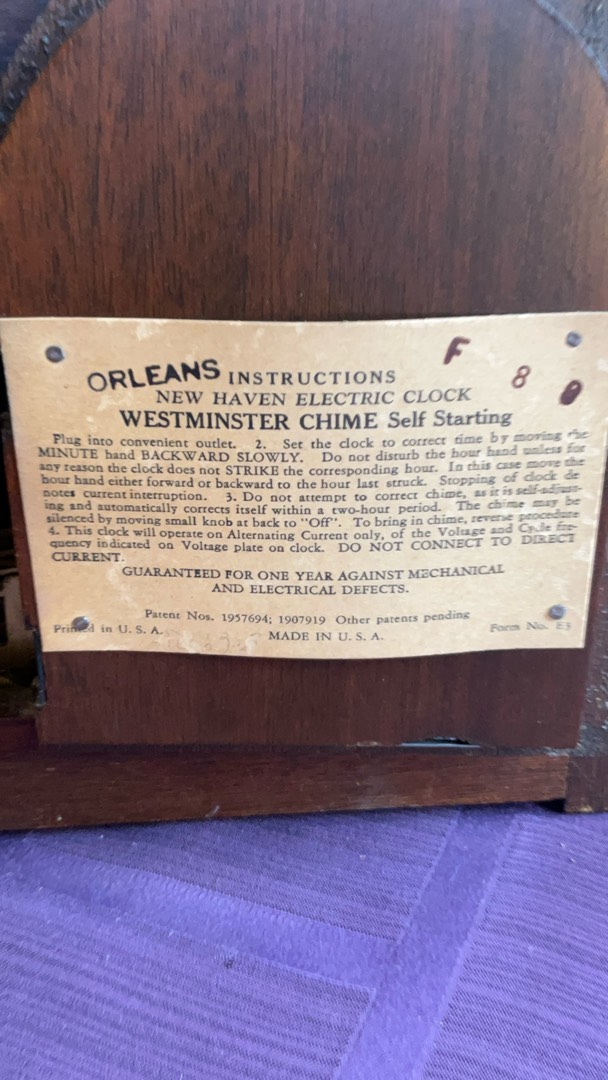 ORLEANS INSTRUCTIONS F 8
NEW HAVEN ELECTRIC CLOCK
WESTMINSTER CHIME Self Starting
Plug into convenient outlet. 2. Set the clock to correct time by moving the
MINUTE hand BACKWARD SLOWLY. Do not disturb the hour hand unless for
any reason the clock does not STRIKE the corresponding hour. In this case move the
hour hand either forward or backward to the hour last struck. Stopping of clock de
notes current interruption. 3. Do not attempt to correct chime, as it is self-adjust-
ing and automatically corrects itself within a two-hour period. The chime may be
silenced by moving small knob at back to "Off". To bring in chime, reverse procedure
4. This clock will operate on Alternating Current only, of the Voltage and Cycle fre-
quency indicated on Voltage plate on clock. DO NOT CONNECT TO DIRECT
CURRENT.
GUARANTEED FOR ONE YEAR AGAINST MECHANICAL
AND ELECTRICAL DEFECTS.
Patent Nos. 1957694; 1907919 Other patents pending
Printed in U. S. A. MADE IN U. S. A. Form No. E3